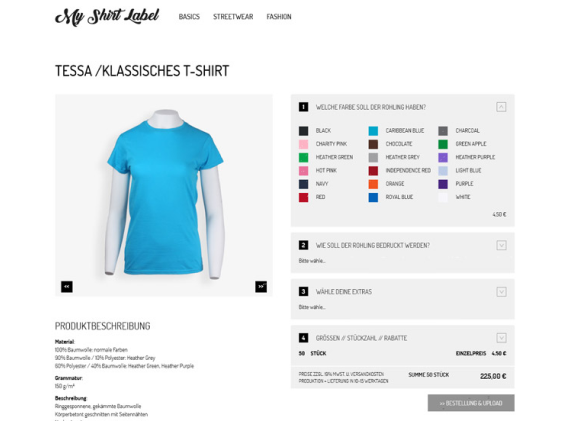 My Shirt Label
BASICS STREETWEAR FASHION
TESSA /KLASSISCHES T-SHIRT
1 WELCHE FARBE SOLL DER ROHLING HABEN?
BLACK CARIBBEAN BLUE CHARCOAL
CHARITY PINK CHOCOLATE GREEN APPLE
HEATHER GREEN HEATHER GREY HEATHER PURPLE
HOT PINK INDEPENDENCE RED LIGHT BLUE
NAVY ORANGE PURPLE
RED ROYAL BLUE WHITE
4,50 €
2 WIE SOLL DER ROHLING BEDRUCKT WERDEN?
Bitte wähle...
3 WÄHLE DEINE EXTRAS
Bitte wähle...
4 GRÖSSEN // STÜCKZAHL // RABATTE
50 STÜCK EINZELPREIS 4,50 €
PREISE ZZGL. 19% MWST. U. VERSANDKOSTEN
PRODUKTION + LIEFERUNG IN 10-13 WERKTAGEN
SUMME 50 STÜCK 225,00 €
>> BESTELLUNG & UPLOAD
<< >>
PRODUKTBESCHREIBUNG
Material:
100% Baumwolle: normale Farben
90% Baumwolle / 10% Polyester: Heather Grey
60% Polyester / 40% Baumwolle: Heather Green, Heather Purple
Grammatur:
150 g/m²
Beschreibung:
Ringgesponnene, gekämmte Baumwolle
Körperbetont geschnitten mit Seitennähten